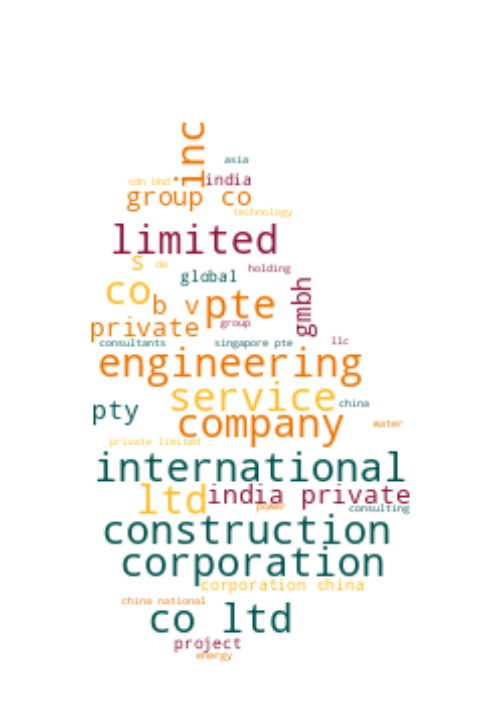 inc
asia
sdn bhd
india
group co
technology
limited
s
de
global
holding
co
b v
pte
gmbh
private
group
consultants
singapore pte
llc
engineering
service
china
pty
company
water
private limited
international
ltd
india private
power
consulting
construction
corporation
corporation china
china national
co ltd
project
energy